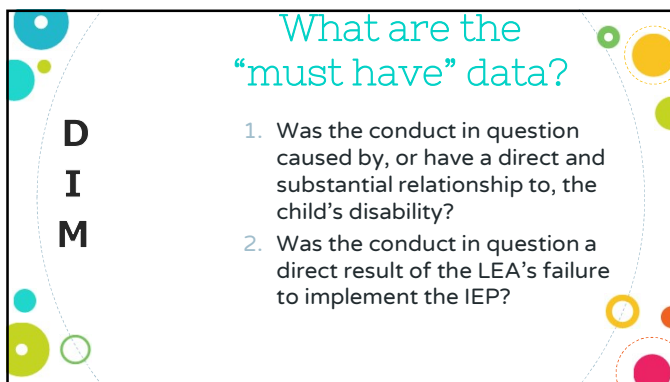 What are the
“must have” data?
D
I
M
1. Was the conduct in question
caused by, or have a direct and
substantial relationship to, the
child’s disability?
2. Was the conduct in question a
direct result of the LEA’s failure
to implement the IEP?